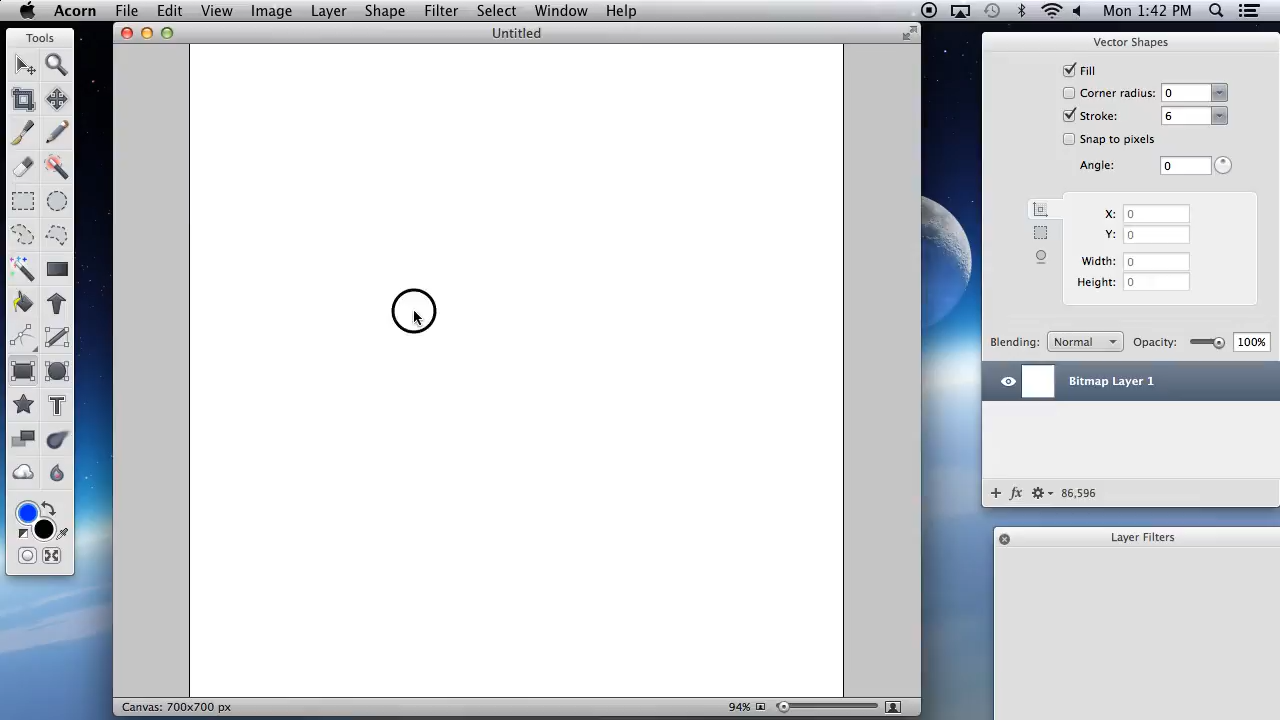 Acorn File Edit View Image Layer Shape Filter Select Window Help Mon 1:42 PM
Tools
Untitled
Vector Shapes
Fill
Corner radius: 0
Stroke: 6
Snap to pixels
Angle: 0
X: 0
Y: 0
Width: 0
Height: 0
Blending: Normal Opacity: 100%
Bitmap Layer 1
fx 86,596
Layer Filters
Canvas: 700x700 px 94%